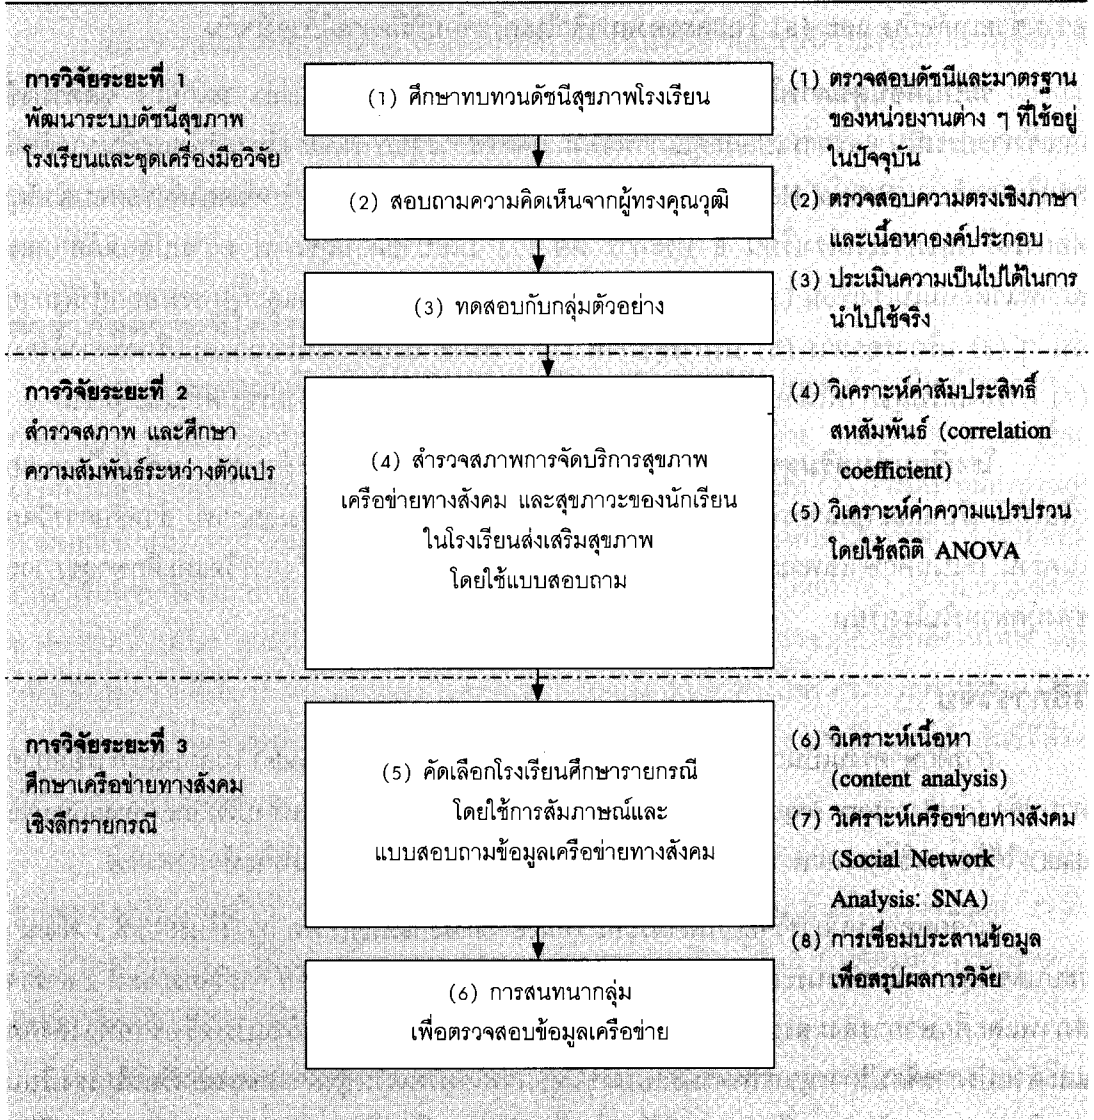 การวิจัยระยะที่ 1
พัฒนาระบบดัชนีสุขภาพ
โรงเรียนและชุดเครื่องมือวิจัย
(1) ศึกษาทบทวนดัชนีสุขภาพโรงเรียน
(2) สอบถามความคิดเห็นจากผู้ทรงคุณวุฒิ
(3) ทดสอบกับกลุ่มตัวอย่าง
(1) ตรวจสอบดัชนีและมาตรฐาน
ของหน่วยงานต่าง ๆ ที่ใช้อยู่
ในปัจจุบัน
(2) ตรวจสอบความตรงเชิงภาษา
และเนื้อหาองค์ประกอบ
(3) ประเมินความเป็นไปได้ในการ
นำไปใช้จริง
การวิจัยระยะที่ 2
สำรวจสภาพ และศึกษา
ความสัมพันธ์ระหว่างตัวแปร
(4) สำรวจสภาพการจัดบริการสุขภาพ
เครือข่ายทางสังคม และสุขภาวะของนักเรียน
ในโรงเรียนส่งเสริมสุขภาพ
โดยใช้แบบสอบถาม
(4) วิเคราะห์ค่าสัมประสิทธิ์
สหสัมพันธ์ (correlation
coefficient)
(5) วิเคราะห์ค่าความแปรปรวน
โดยใช้สถิติ ANOVA
การวิจัยระยะที่ 3
ศึกษาเครือข่ายทางสังคม
เชิงลึกรายกรณี
(5) คัดเลือกโรงเรียนศึกษารายกรณี
โดยใช้การสัมภาษณ์และ
แบบสอบถามข้อมูลเครือข่ายทางสังคม
(6) การสนทนากลุ่ม
เพื่อตรวจสอบข้อมูลเครือข่าย
(6) วิเคราะห์เนื้อหา
(content analysis)
(7) วิเคราะห์เครือข่ายทางสังคม
(Social Network
Analysis: SNA)
(8) การเชื่อมประสานข้อมูล
เพื่อสรุปผลการวิจัย